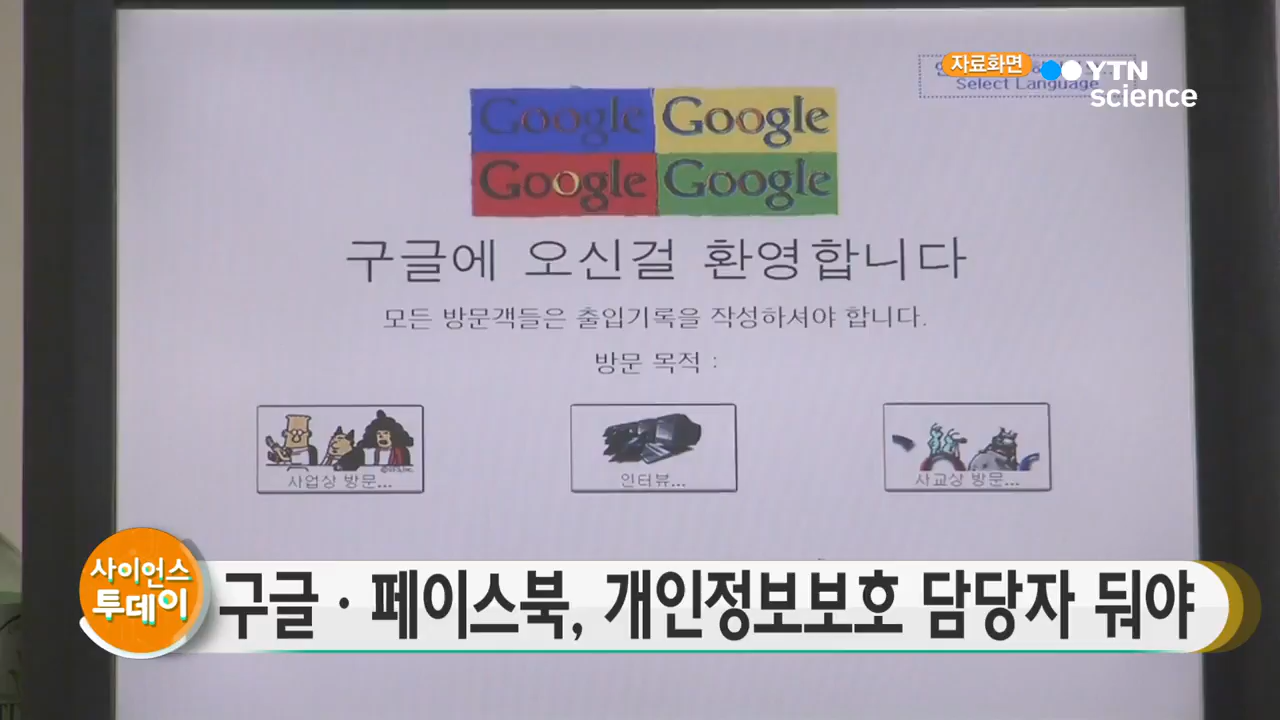 자료화면
YTN
science
Select Language
Google Google
Google Google
구글에 오신걸 환영합니다
모든 방문객들은 출입기록을 작성하셔야 합니다.
방문 목적 :
사업상 방문... 인터뷰... 사교상 방문...
사이언스
투데이
구글 · 페이스북, 개인정보보호 담당자 둬야